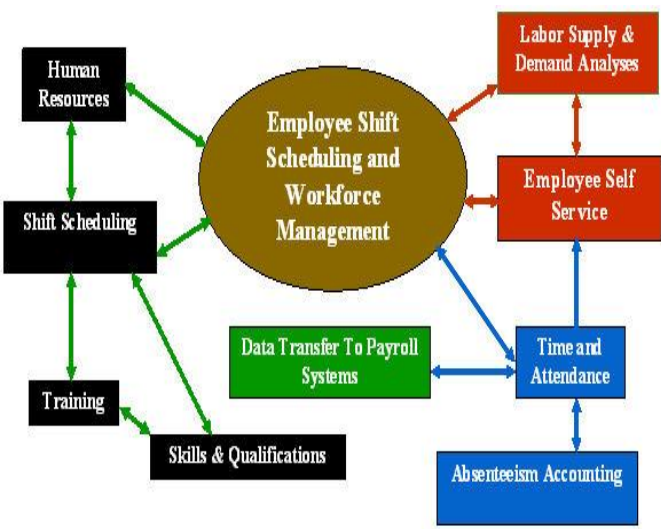 Labor Supply &
Demand Analyses
Human
Resources
Employee Shift
Scheduling and
Workforce
Management
Employee Self
Service
Shift Scheduling
Data Transfer To Payroll
Systems
Time and
Attendance
Training
Skills & Qualifications
Absenteeism Accounting